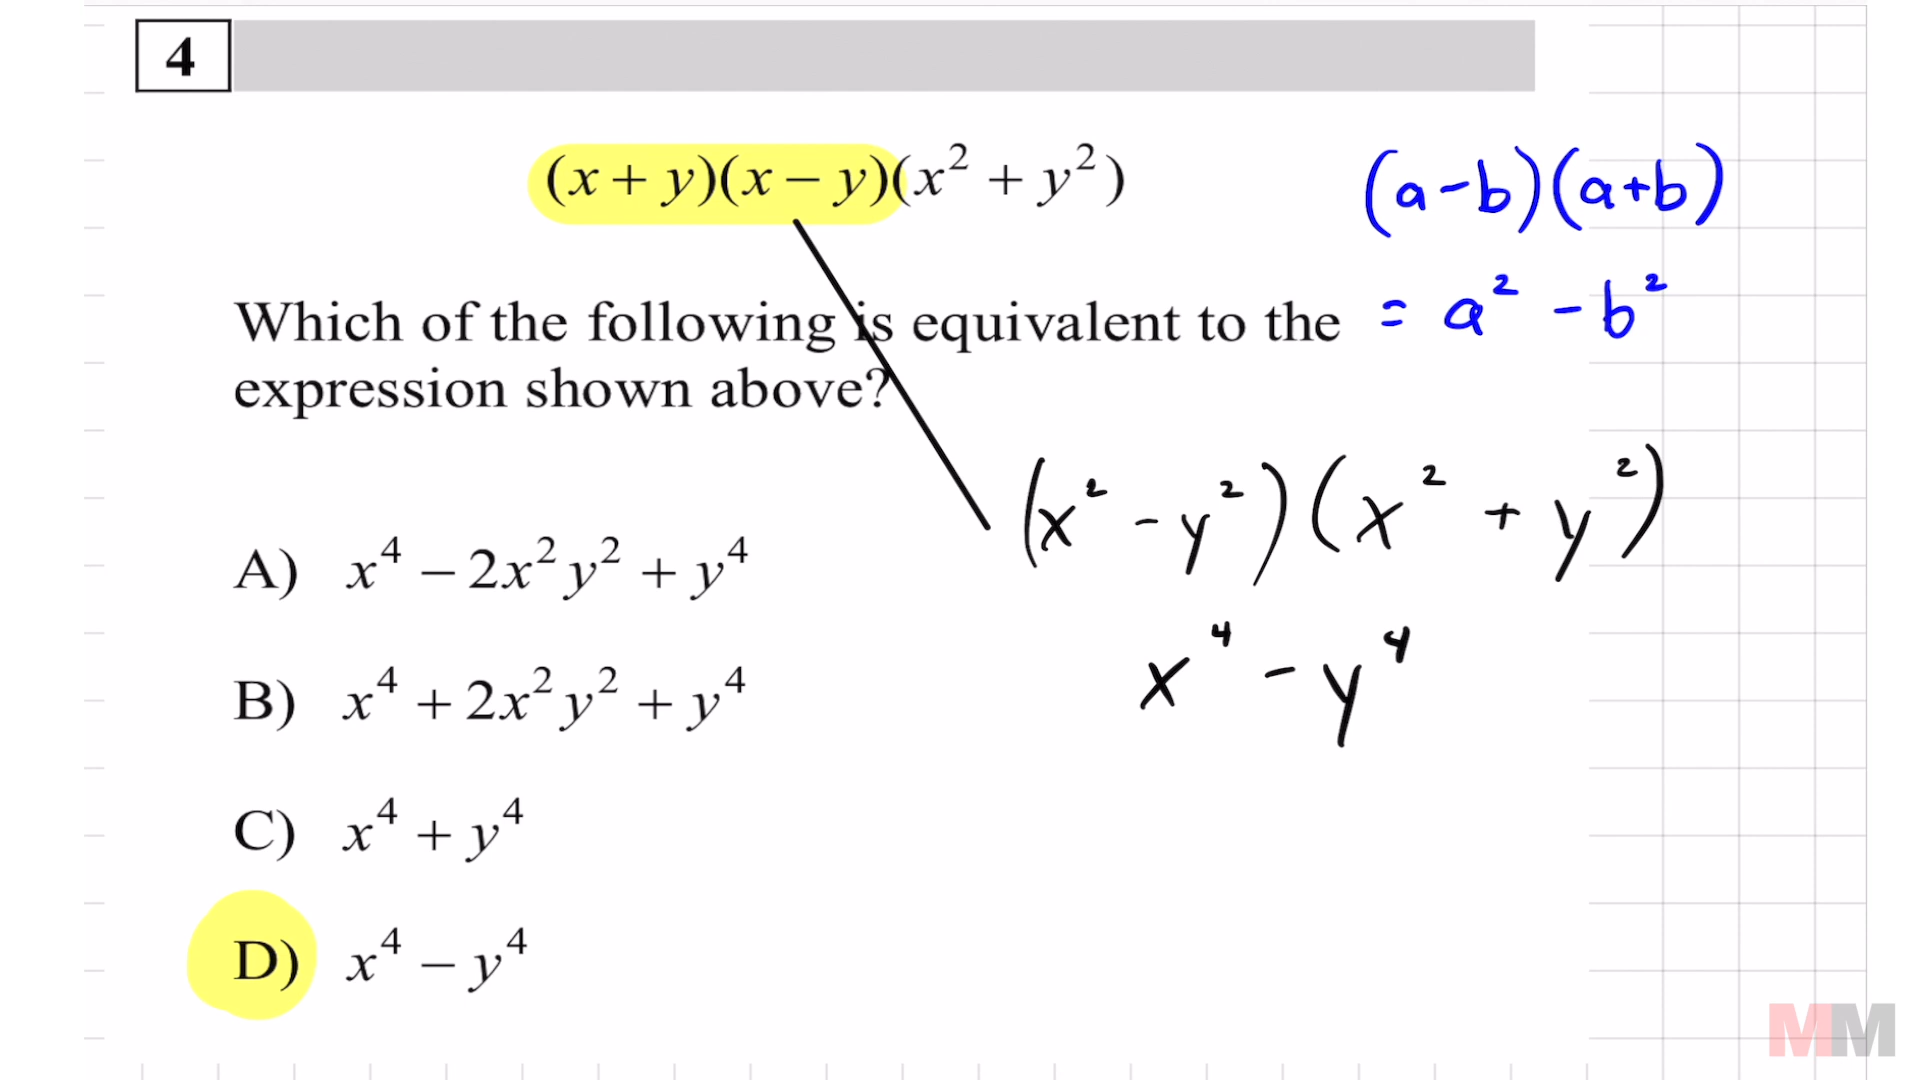 4
(x + y)(x − y)(x² + y²)
(a-b)(a+b)
= a² - b²
Which of the following is equivalent to the
expression shown above?
(x² - y²)(x² + y²)
x⁴ - y⁴
A) x⁴ − 2x²y² + y⁴
B) x⁴ + 2x²y² + y⁴
C) x⁴ + y⁴
D) x⁴ − y⁴
MM